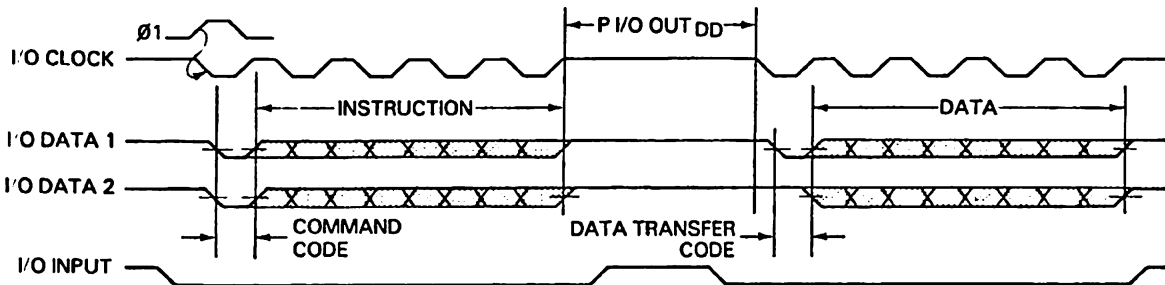 Ø1
P I/O OUT DD
I/O CLOCK
INSTRUCTION
DATA
I/O DATA 1
I/O DATA 2
COMMAND
CODE
DATA TRANSFER
CODE
I/O INPUT